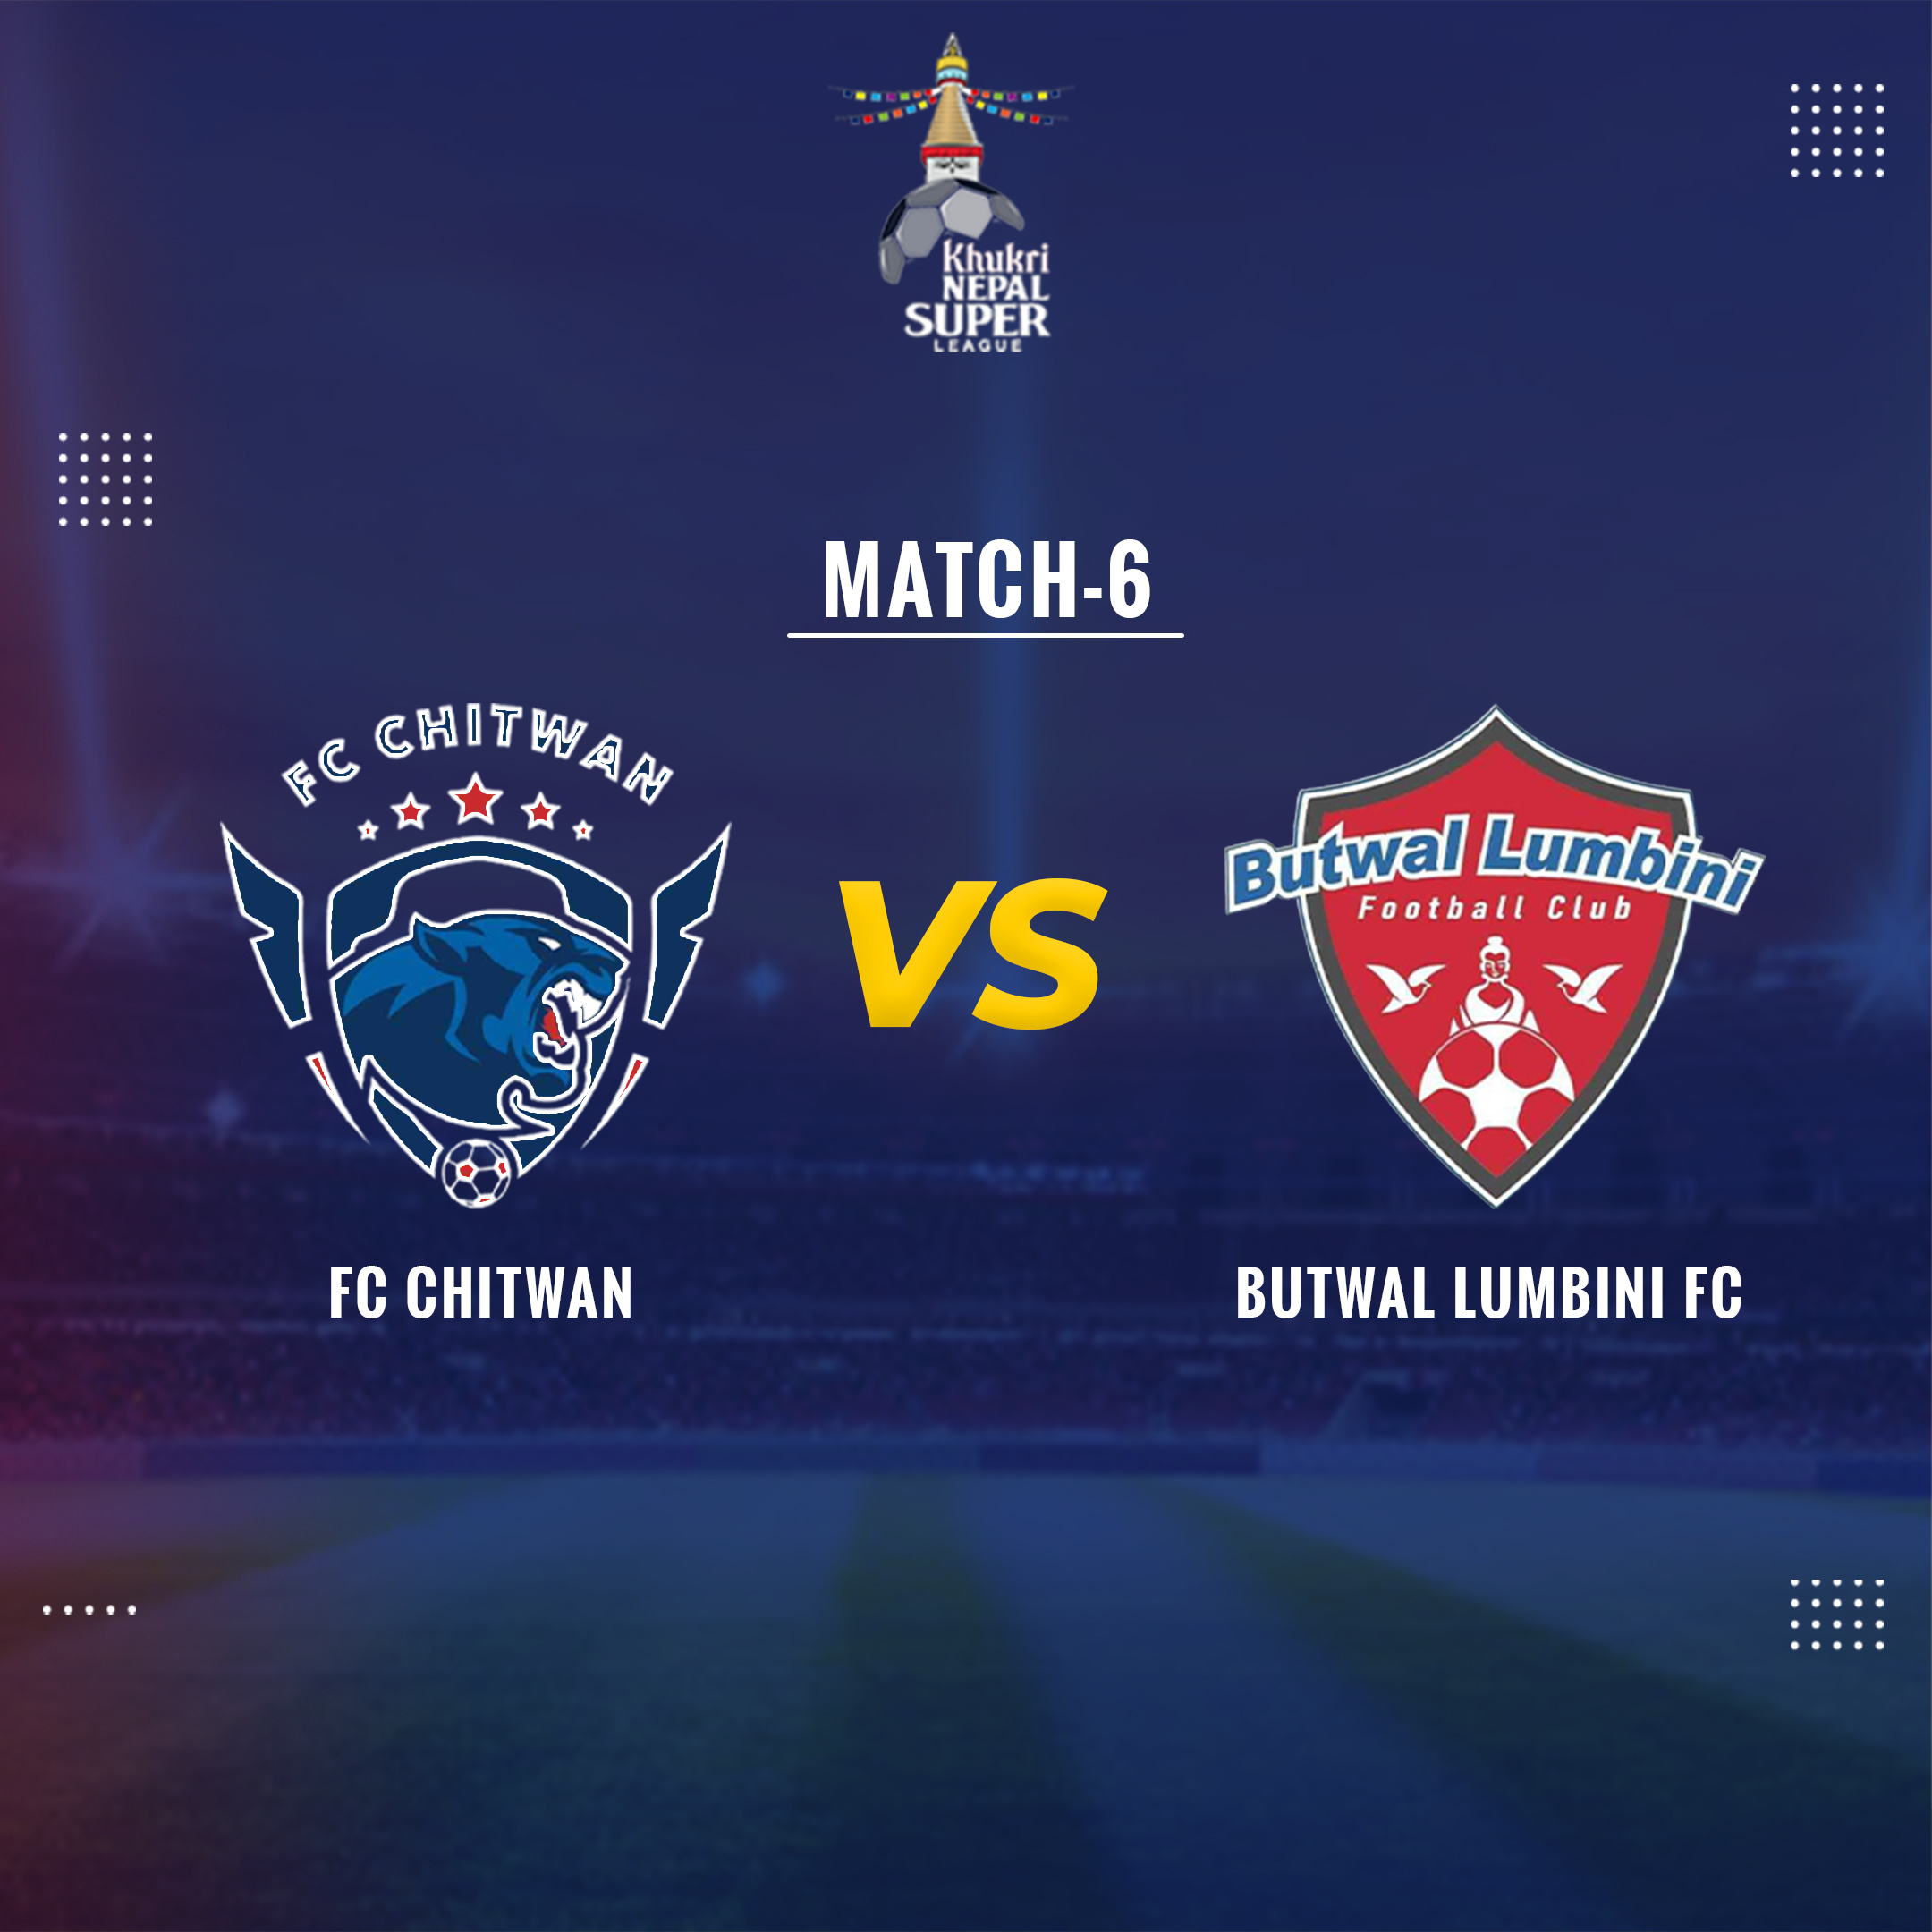 Khukri
NEPAL
SUPER
LEAGUE
MATCH-6
FC CHITWAN
Butwal Lumbini
Football Club
VS
FC CHITWAN
BUTWAL LUMBINI FC